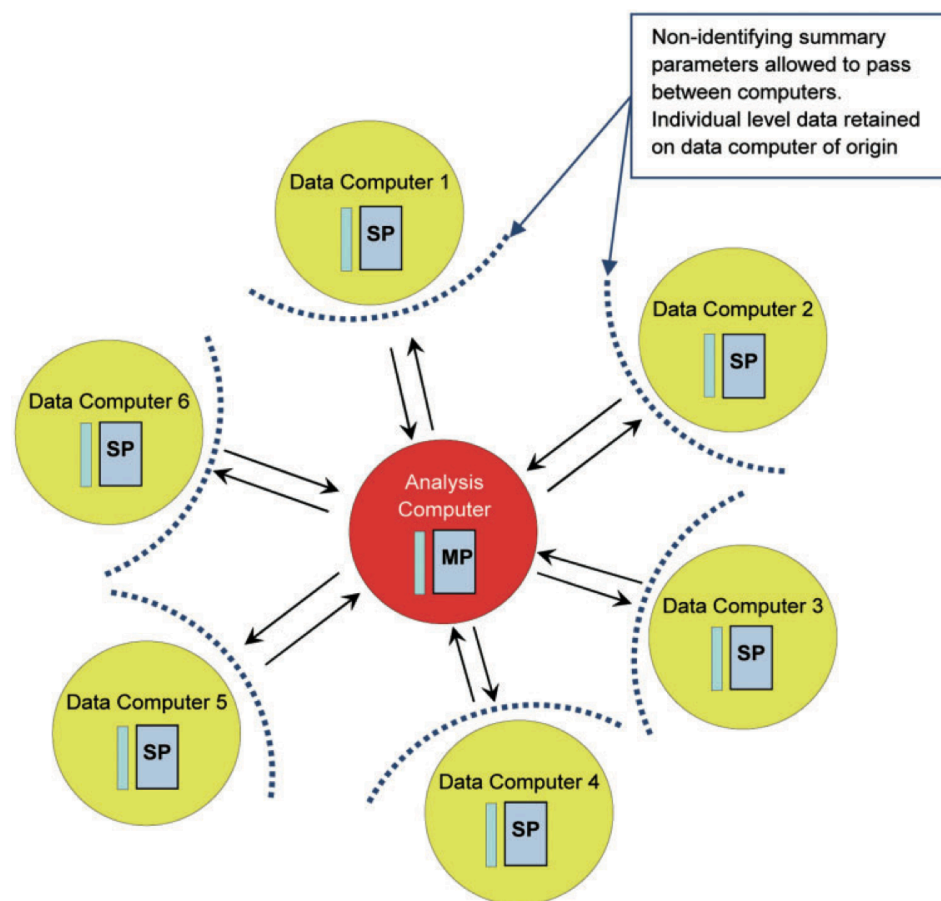 Non-identifying summary
parameters allowed to pass
between computers.
Individual level data retained
on data computer of origin
Data Computer 1
SP
Data Computer 2
SP
Data Computer 6
SP
Analysis
Computer
MP
Data Computer 3
SP
Data Computer 5
SP
Data Computer 4
SP